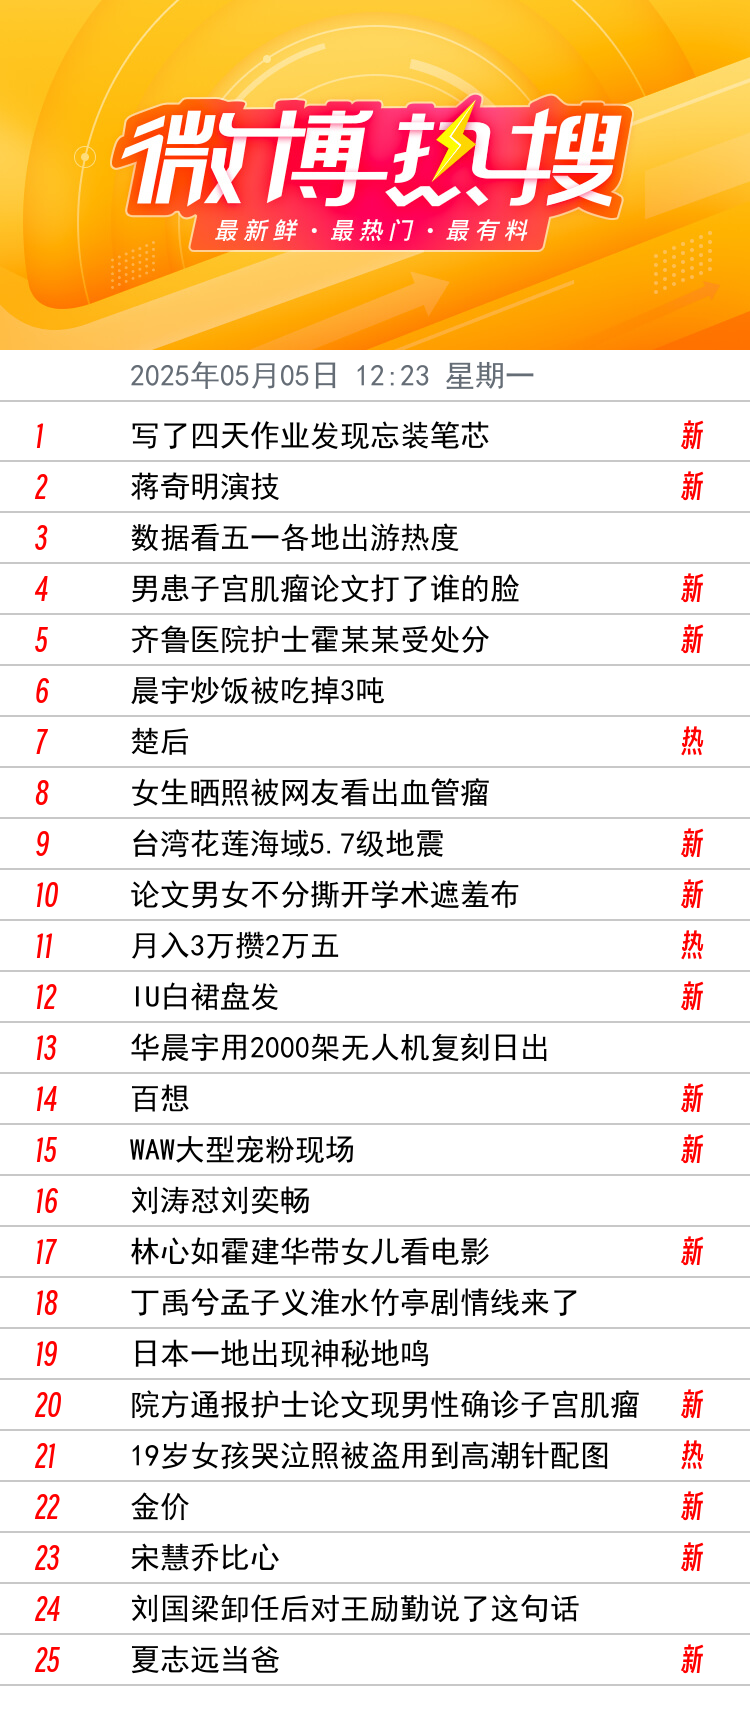 微博热搜
最新鲜·最热门·最有料
2025年05月05日 12:23 星期一
1 写了四天作业发现忘装笔芯 新
2 蒋奇明演技 新
3 数据看五一各地出游热度
4 男患子宫肌瘤论文打了谁的脸 新
5 齐鲁医院护士霍某某受处分 新
6 晨宇炒饭被吃掉3吨
7 楚后 热
8 女生晒照被网友看出血管瘤
9 台湾花莲海域5.7级地震 新
10 论文男女不分撕开学术遮羞布 新
11 月入3万攒2万五 热
12 IU白裙盘发 新
13 华晨宇用2000架无人机复刻日出
14 百想 新
15 WAW大型宠粉现场 新
16 刘涛怼刘奕畅
17 林心如霍建华带女儿看电影 新
18 丁禹兮孟子义淮水竹亭剧情线来了
19 日本一地出现神秘地鸣
20 院方通报护士论文现男性确诊子宫肌瘤 新
21 19岁女孩哭泣照被盗用到高潮针配图 热
22 金价 新
23 宋慧乔比心 新
24 刘国梁卸任后对王励勤说了这句话
25 夏志远当爸 新